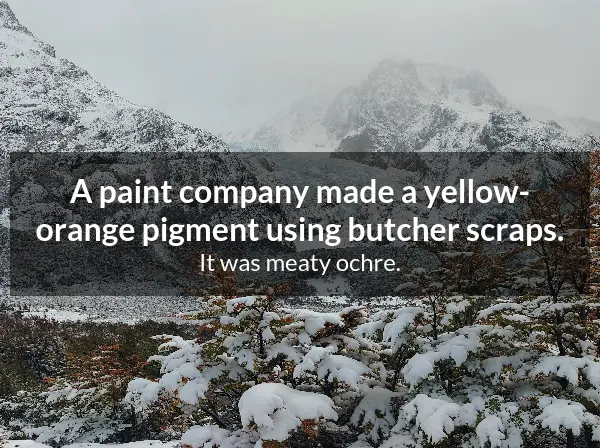 A paint company made a yellow-
orange pigment using butcher scraps.
It was meaty ochre.